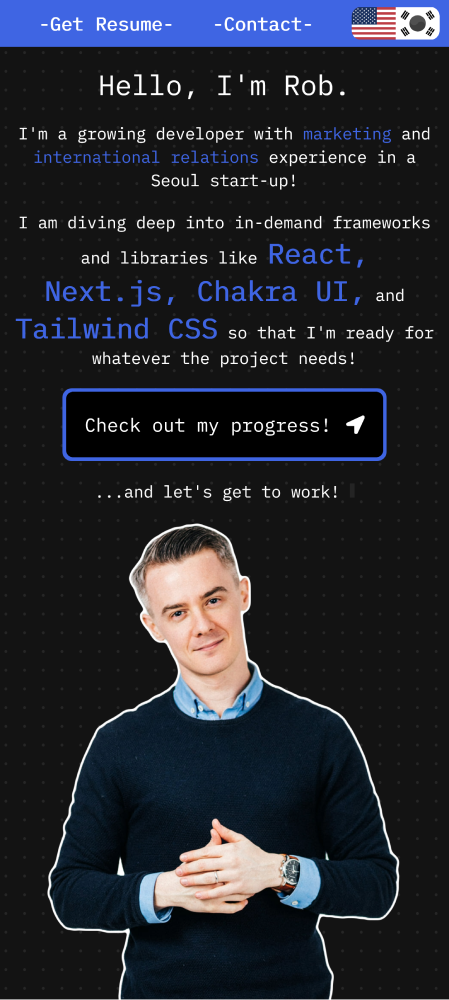 -Get Resume- -Contact-
Hello, I'm Rob.
I'm a growing developer with marketing and
international relations experience in a
Seoul start-up!
I am diving deep into in-demand frameworks
and libraries like React,
Next.js, Chakra UI, and
Tailwind CSS so that I'm ready for
whatever the project needs!
Check out my progress!
...and let's get to work!